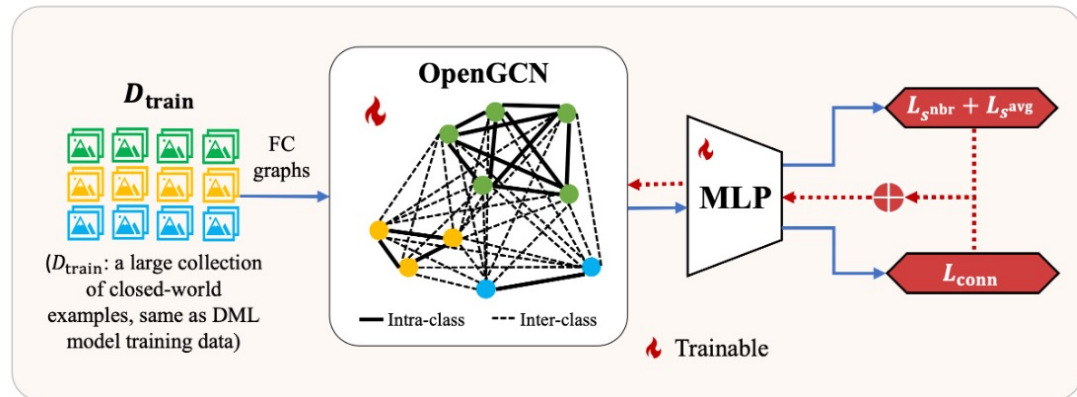 D_train
(D_train: a large collection
of closed-world
examples, same as DML
model training data)
FC
graphs
OpenGCN
Intra-class
Inter-class
MLP
L_s^nbr + L_s^avg
L_conn
Trainable